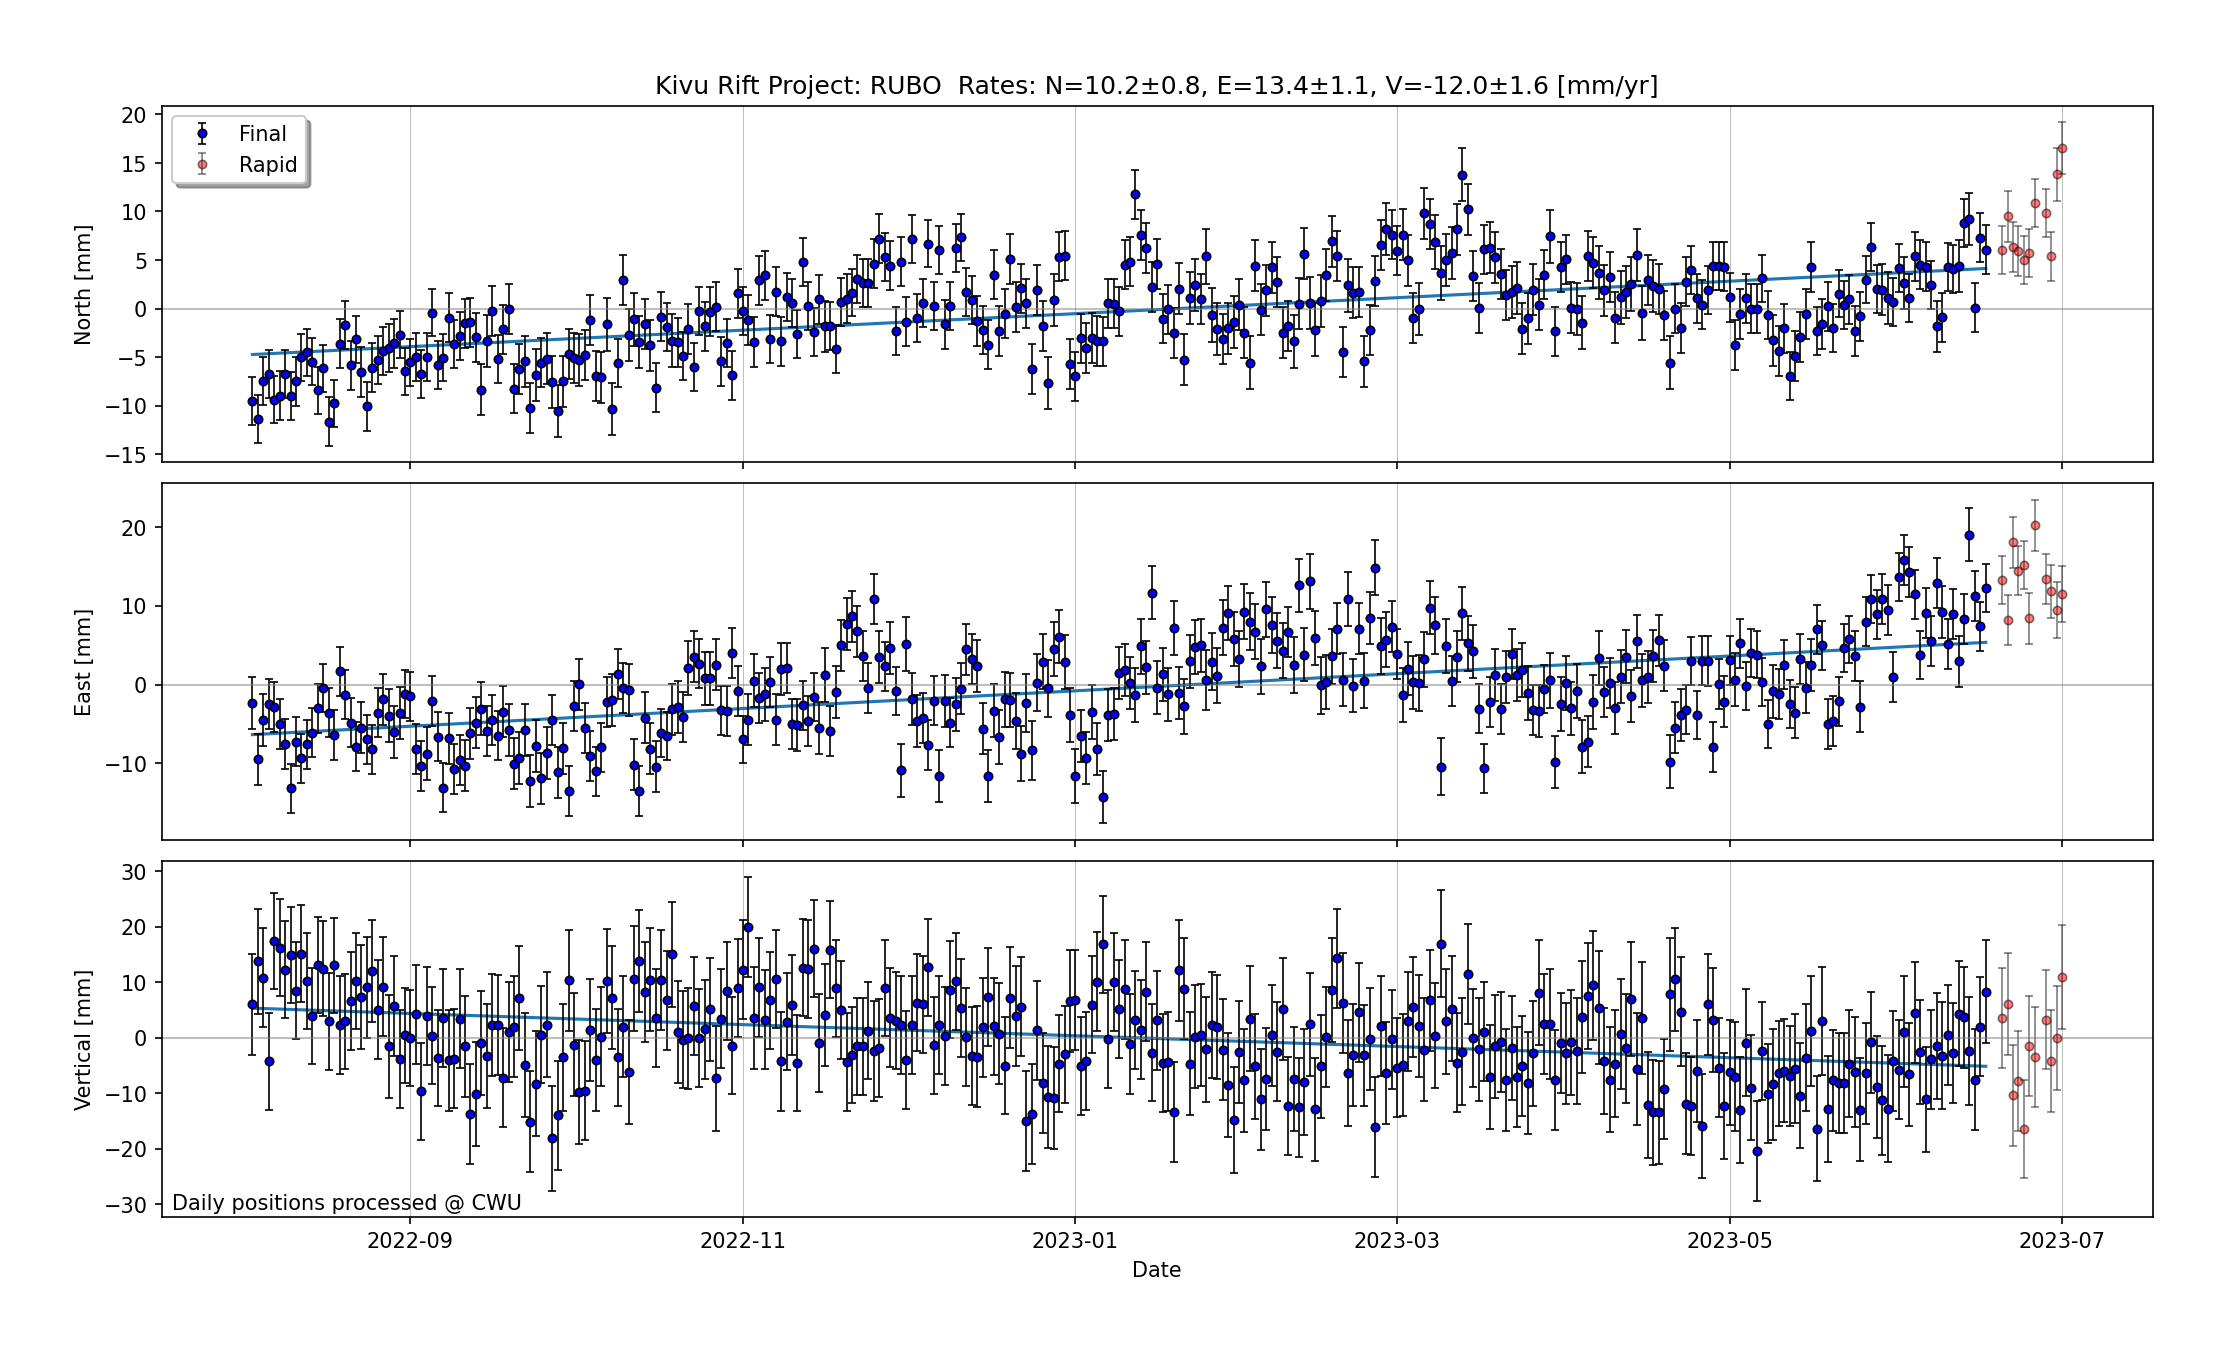 Kivu Rift Project: RUBO  Rates: N=10.2±0.8, E=13.4±1.1, V=-12.0±1.6 [mm/yr]
Final
Rapid
North [mm]
20
15
10
5
0
−5
−10
−15
East [mm]
20
10
0
−10
Vertical [mm]
30
20
10
0
−10
−20
−30
Daily positions processed @ CWU
2022-09 2022-11 2023-01 2023-03 2023-05 2023-07
Date